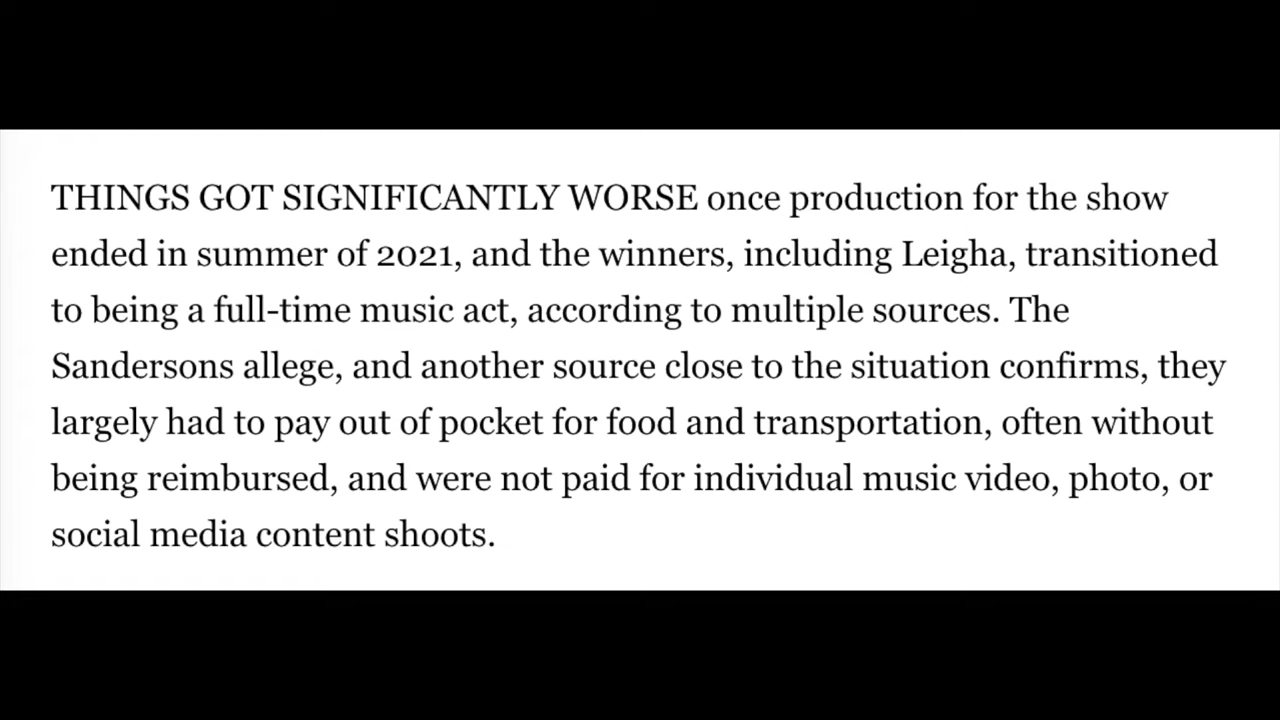 THINGS GOT SIGNIFICANTLY WORSE once production for the show
ended in summer of 2021, and the winners, including Leigha, transitioned
to being a full-time music act, according to multiple sources. The
Sandersons allege, and another source close to the situation confirms, they
largely had to pay out of pocket for food and transportation, often without
being reimbursed, and were not paid for individual music video, photo, or
social media content shoots.